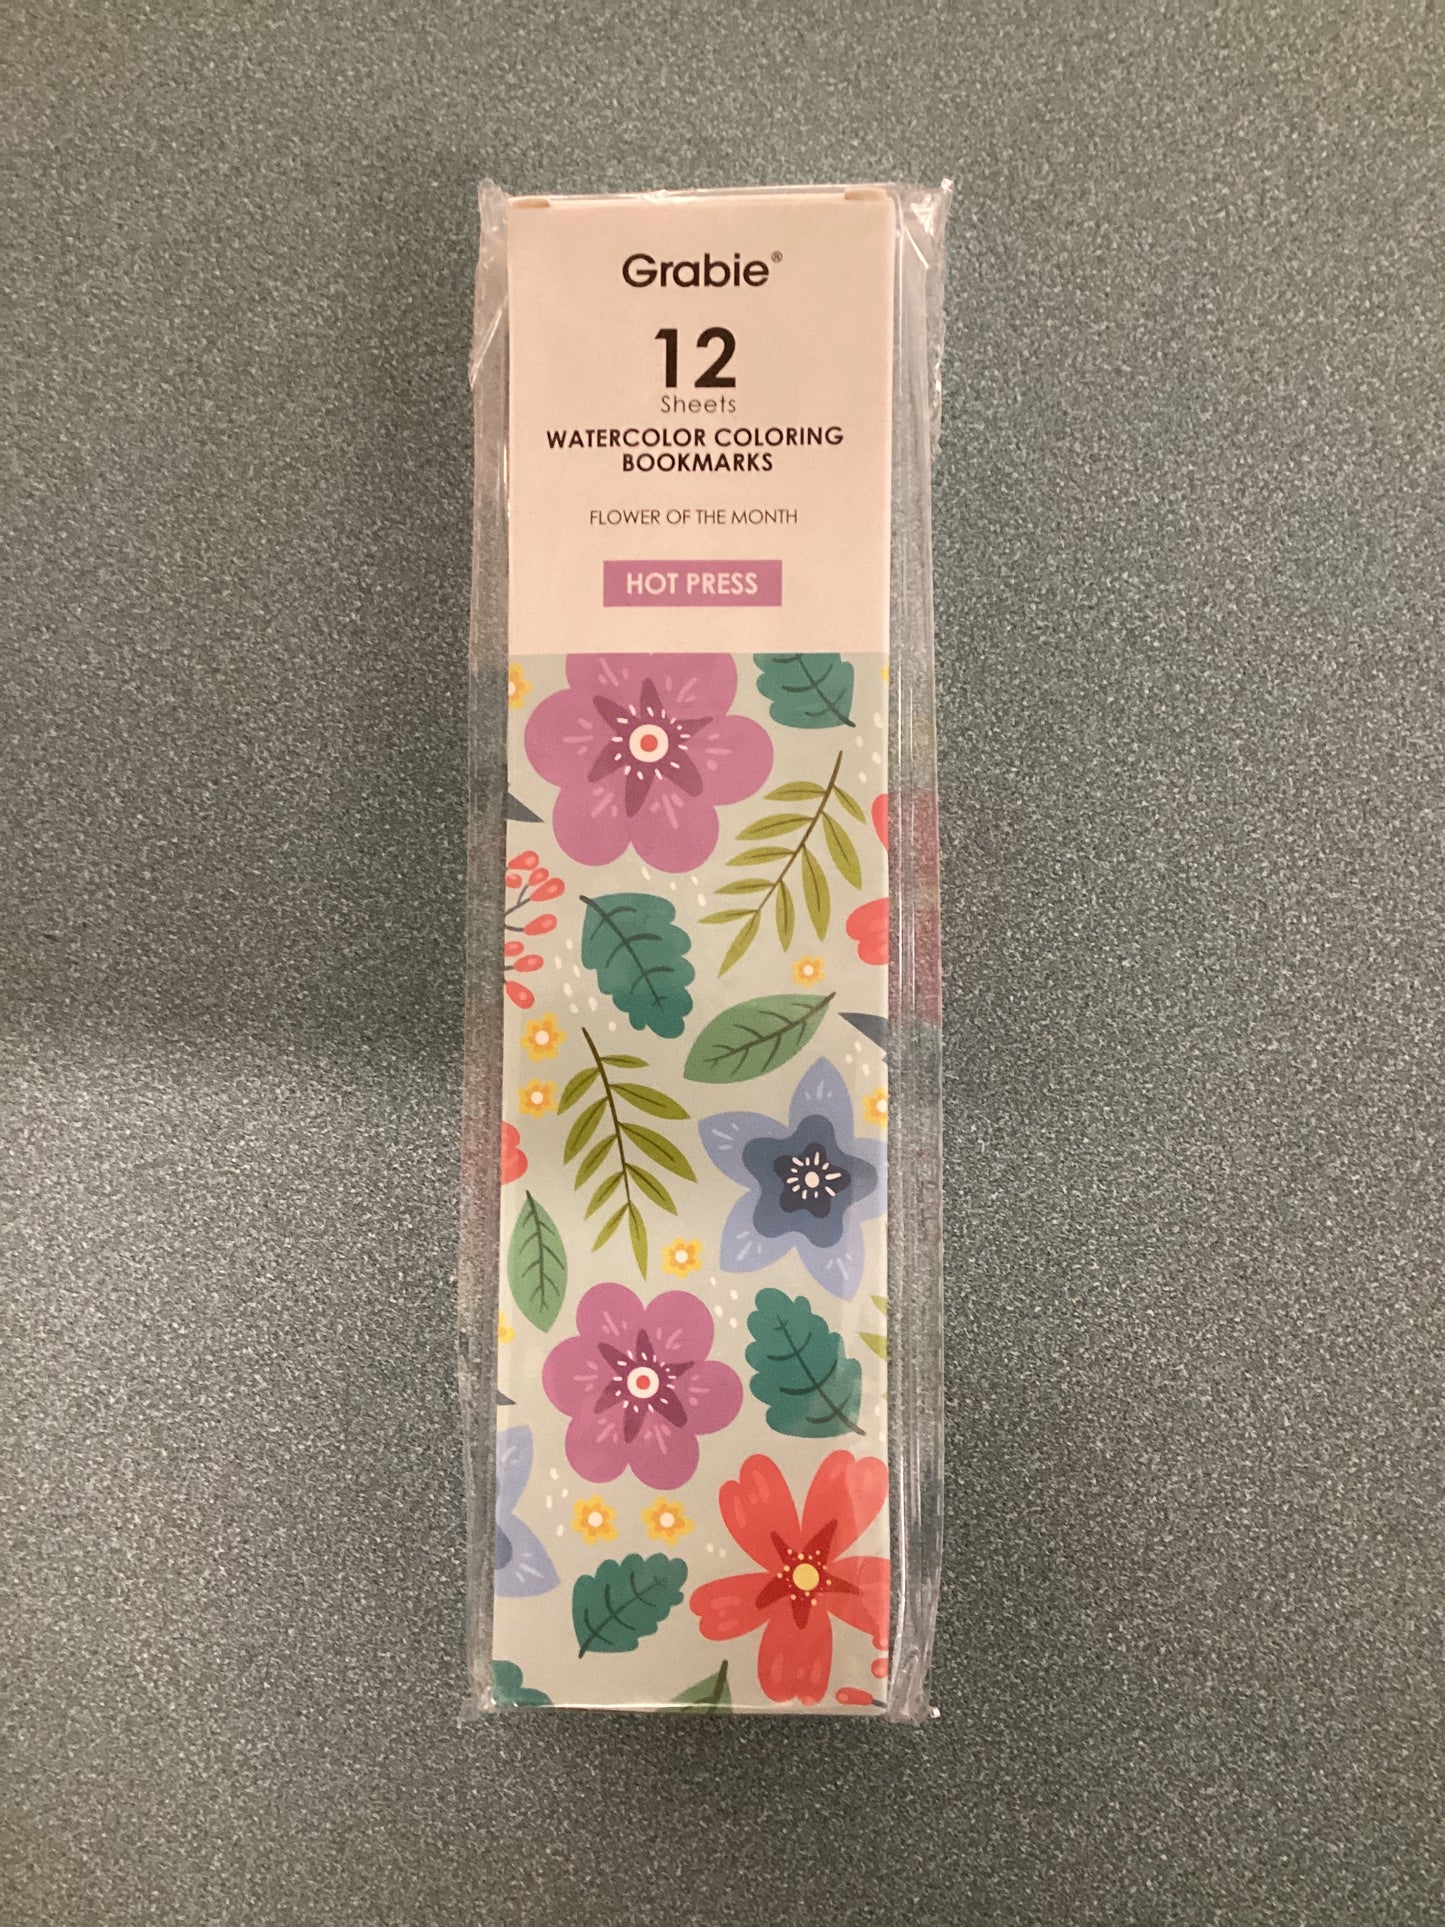 Grabie®
12
Sheets
WATERCOLOR COLORING
BOOKMARKS
FLOWER OF THE MONTH
HOT PRESS